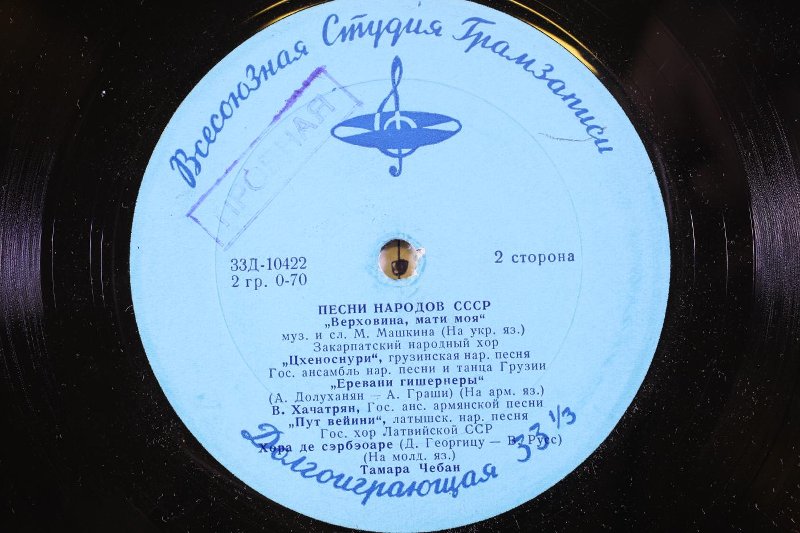 Всесоюзная Студия Грамзаписи
ПРОБНАЯ
33Д-10422
2 гр. 0-70
2 сторона
ПЕСНИ НАРОДОВ СССР
„Верховина, мати моя“
муз. и сл. М. Машкина (На укр. яз.)
Закарпатский народный хор
„Цхеноснури“, грузинская нар. песня
Гос. ансамбль нар. песни и танца Грузии
„Еревани гишернеры“
(А. Долуханян — А. Граши) (На арм. яз.)
В. Хачатрян, Гос. анс. армянской песни
„Пут вейини“, латышск. нар. песня
Гос. хор Латвийской ССР
Хора де сэрбэоаре (Д. Георгицу — В. Русс)
(На молд. яз.)
Тамара Чебан
Долгоиграющая 33 1/3